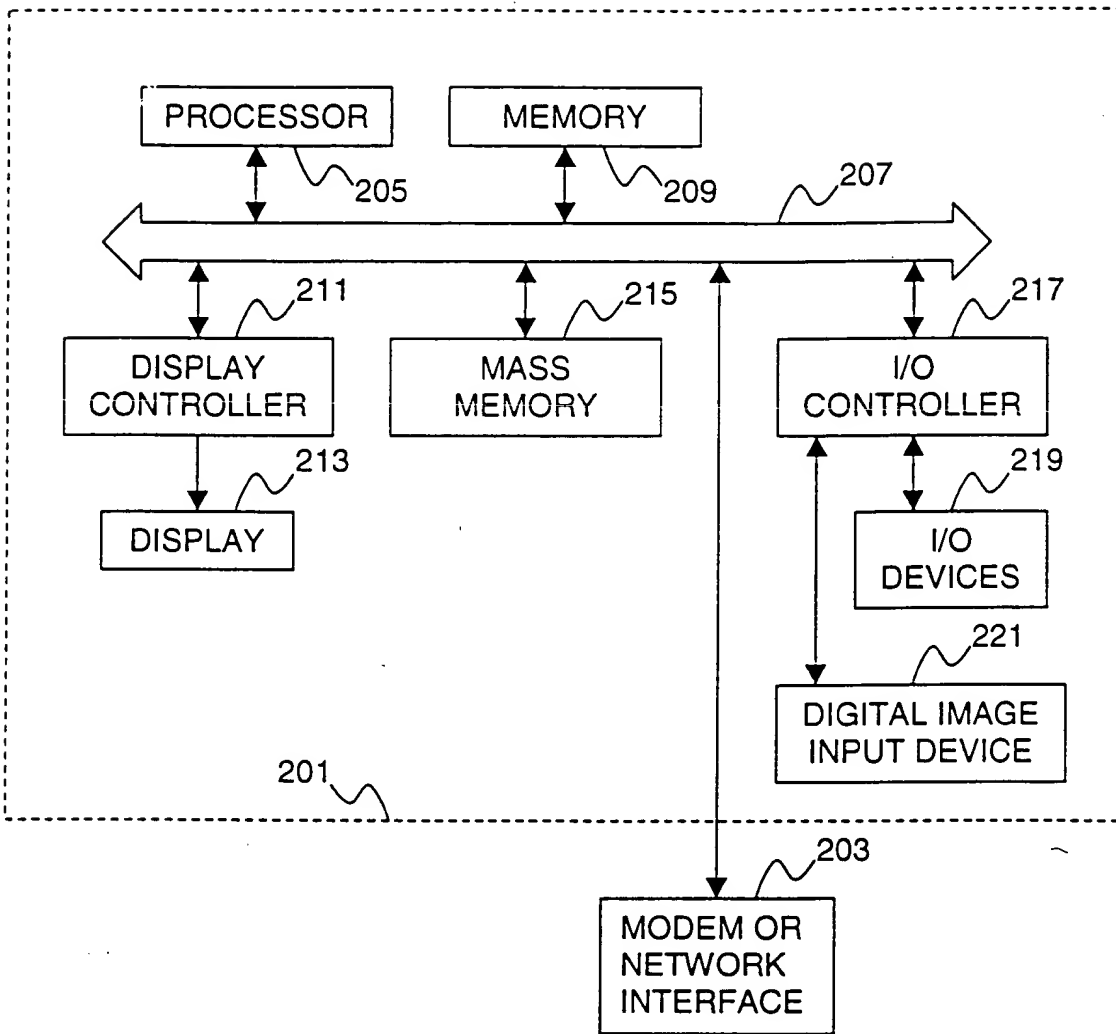 PROCESSOR
MEMORY
205
209
207
211
215
217
DISPLAY
CONTROLLER
MASS
MEMORY
I/O
CONTROLLER
213
219
DISPLAY
I/O
DEVICES
221
DIGITAL IMAGE
INPUT DEVICE
201
203
MODEM OR
NETWORK
INTERFACE